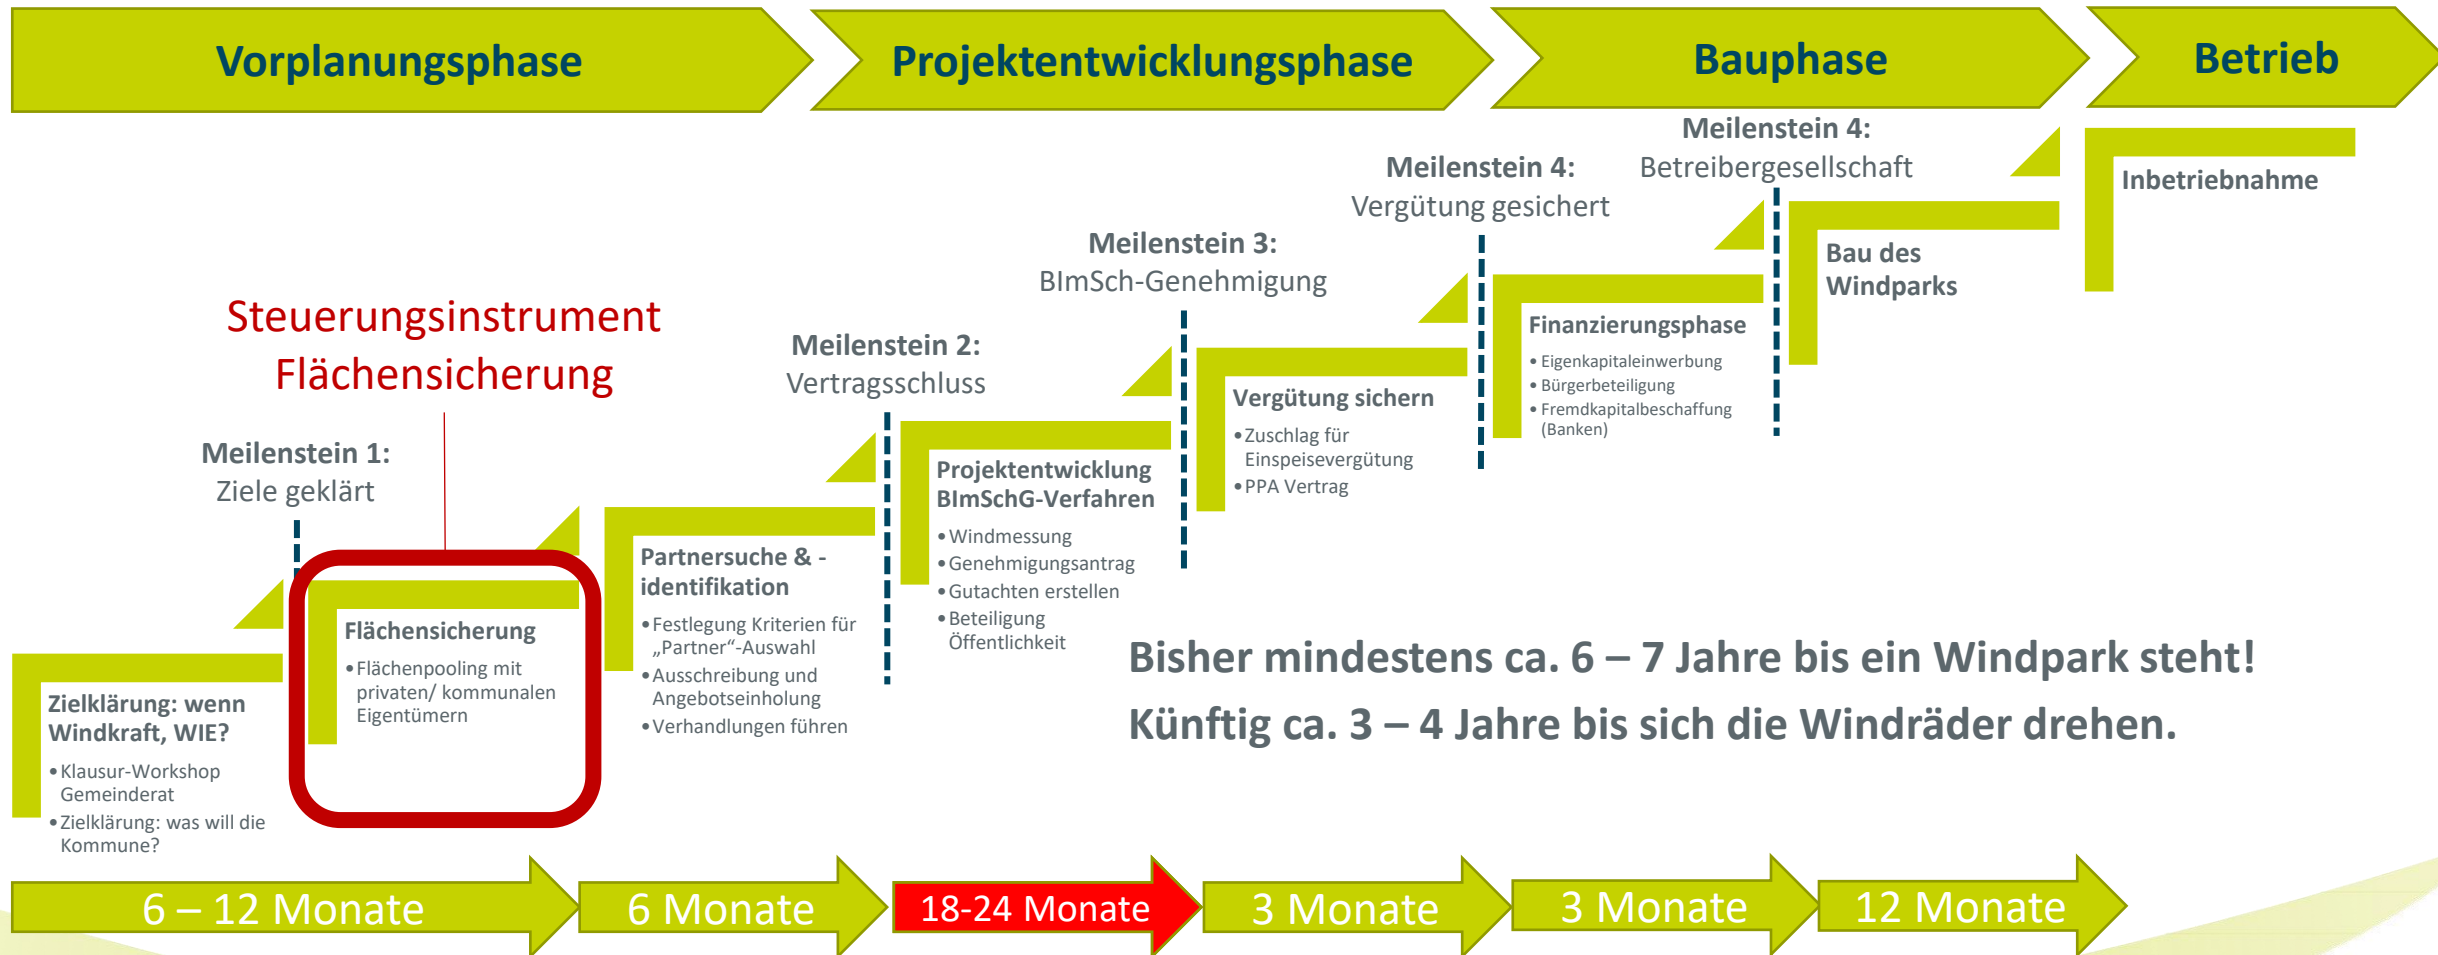 Vorplanungsphase
Projektentwicklungsphase
Bauphase
Betrieb
Steuerungsinstrument
Flächensicherung
Meilenstein 1:
Ziele geklärt
Meilenstein 2:
Vertragsschluss
Meilenstein 3:
BImSch-Genehmigung
Meilenstein 4:
Vergütung gesichert
Meilenstein 4:
Betreibergesellschaft
Zielklärung: wenn
Windkraft, WIE?
• Klausur-Workshop
Gemeinderat
• Zielklärung: was will die
Kommune?
Flächensicherung
• Flächenpooling mit
privaten/ kommunalen
Eigentümern
Partnersuche & -
identifikation
• Festlegung Kriterien für
„Partner“-Auswahl
• Ausschreibung und
Angebotseinholung
• Verhandlungen führen
Projektentwicklung
BImSchG-Verfahren
• Windmessung
• Genehmigungsantrag
• Gutachten erstellen
• Beteiligung
Öffentlichkeit
Vergütung sichern
• Zuschlag für
Einspeisevergütung
• PPA Vertrag
Finanzierungsphase
• Eigenkapitaleinwerbung
• Bürgerbeteiligung
• Fremdkapitalbeschaffung
(Banken)
Bau des
Windparks
Inbetriebnahme
Bisher mindestens ca. 6 – 7 Jahre bis ein Windpark steht!
Künftig ca. 3 – 4 Jahre bis sich die Windräder drehen.
6 – 12 Monate
6 Monate
18-24 Monate
3 Monate
3 Monate
12 Monate